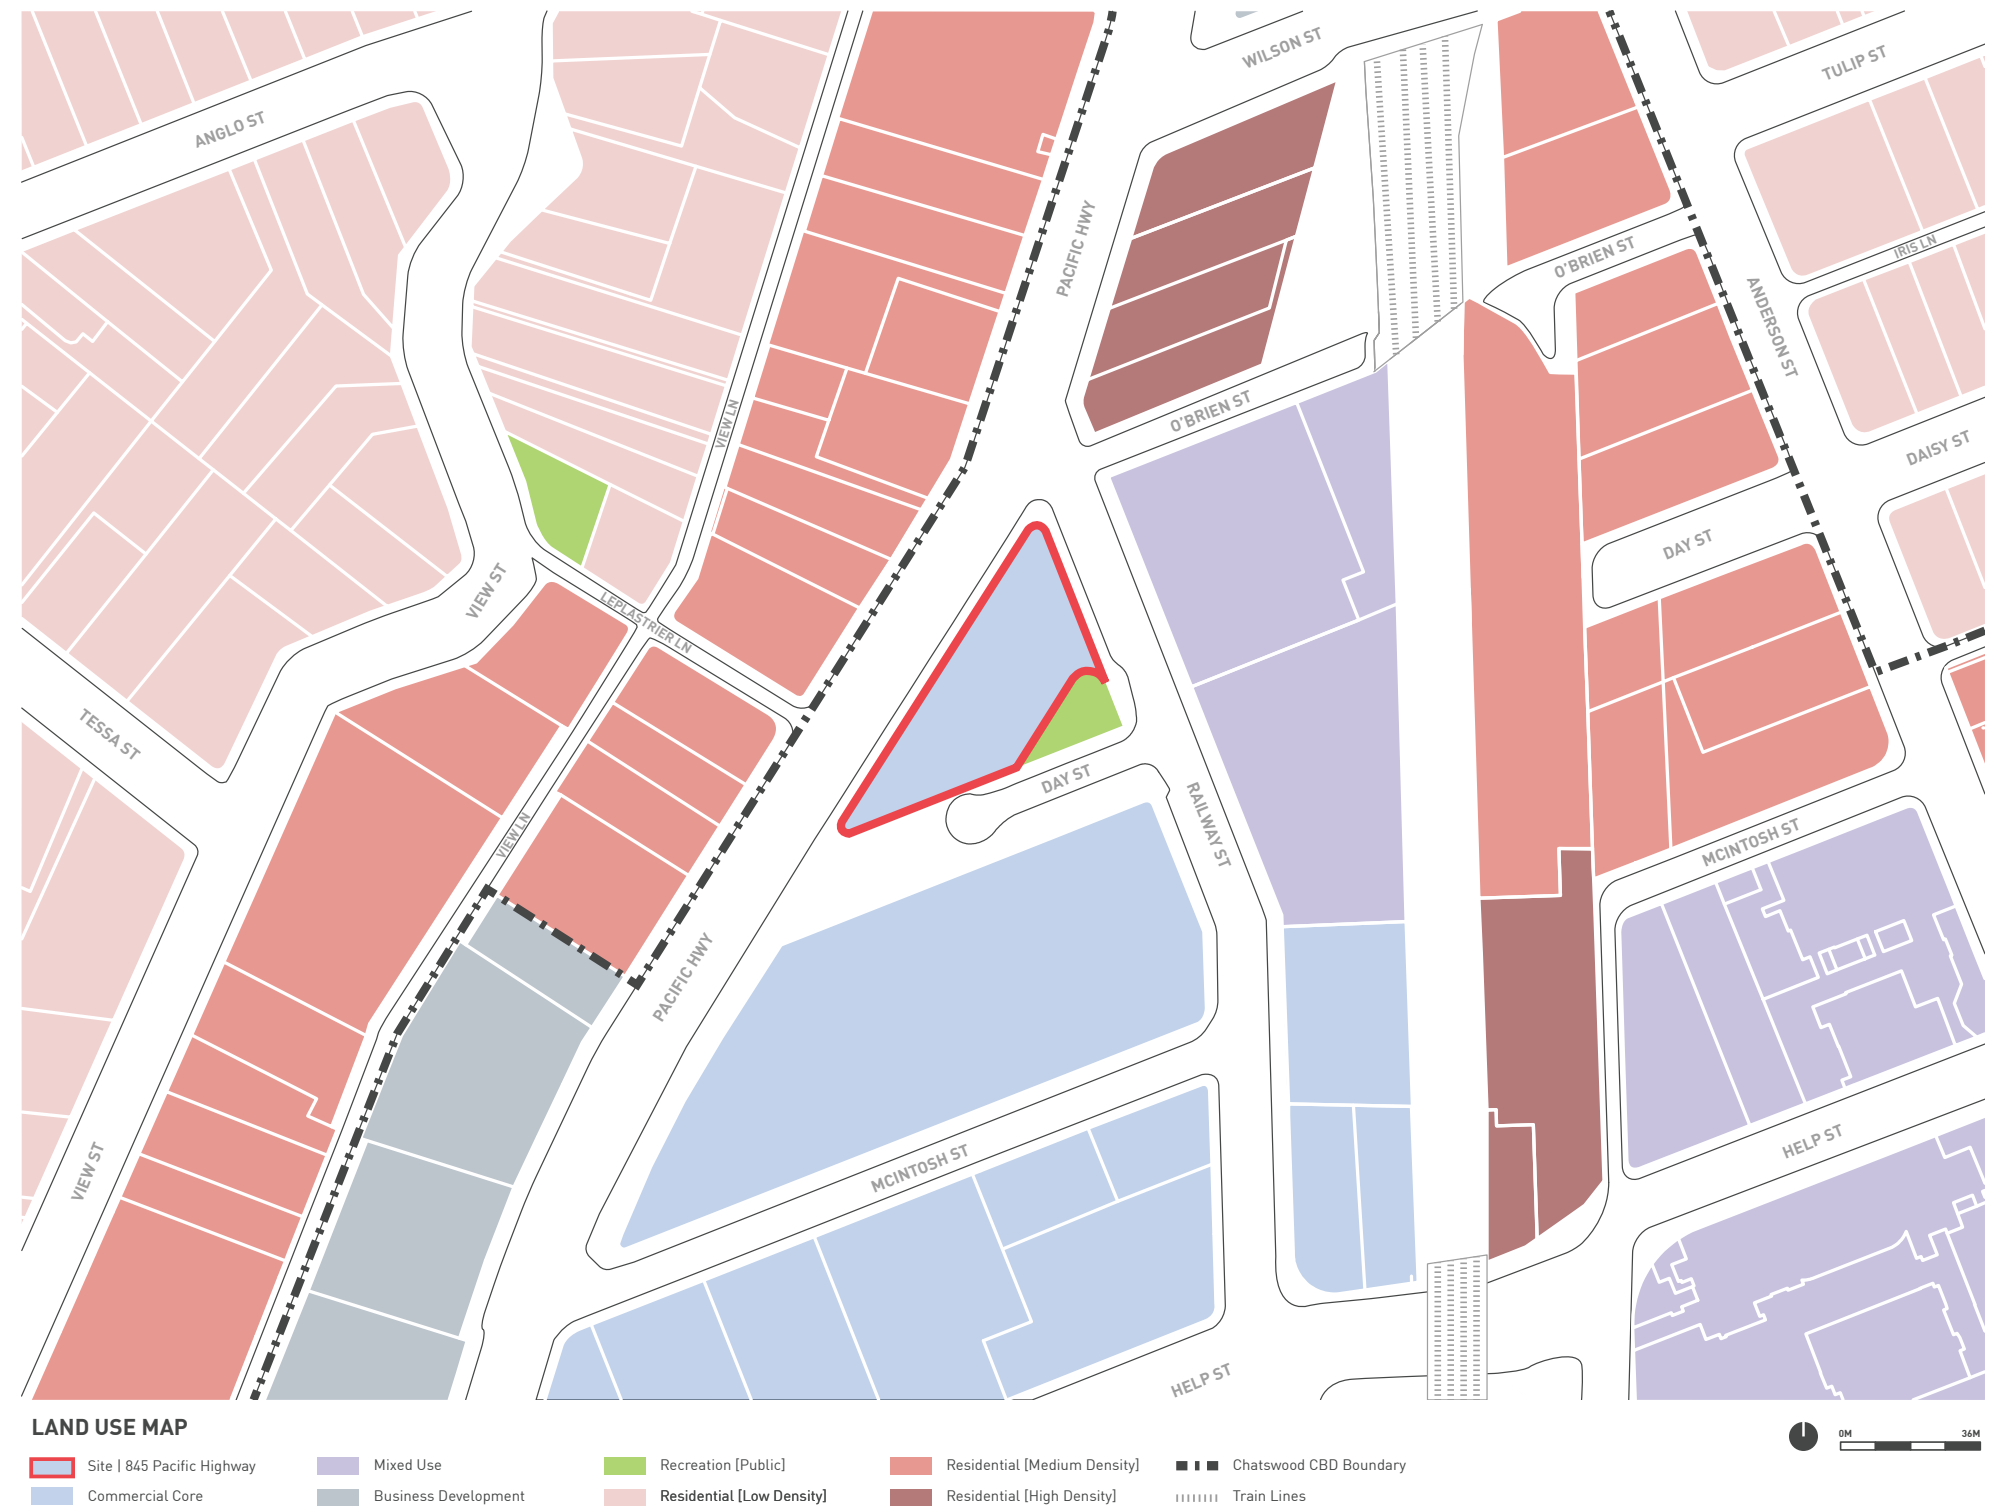 WILSON ST
TULIP ST
ANGLO ST
PACIFIC HWY
O'BRIEN ST
IRIS LN
ANDERSON ST
VIEW LN
O'BRIEN ST
DAISY ST
DAY ST
VIEW ST
LEPLASTRIER LN
TESSA ST
DAY ST
RAILWAY ST
VIEW LN
MCINTOSH ST
PACIFIC HWY
VIEW ST
MCINTOSH ST
HELP ST
HELP ST
LAND USE MAP
0M 36M
Site | 845 Pacific Highway
Mixed Use
Recreation [Public]
Residential [Medium Density]
Chatswood CBD Boundary
Commercial Core
Business Development
Residential [Low Density]
Residential [High Density]
Train Lines